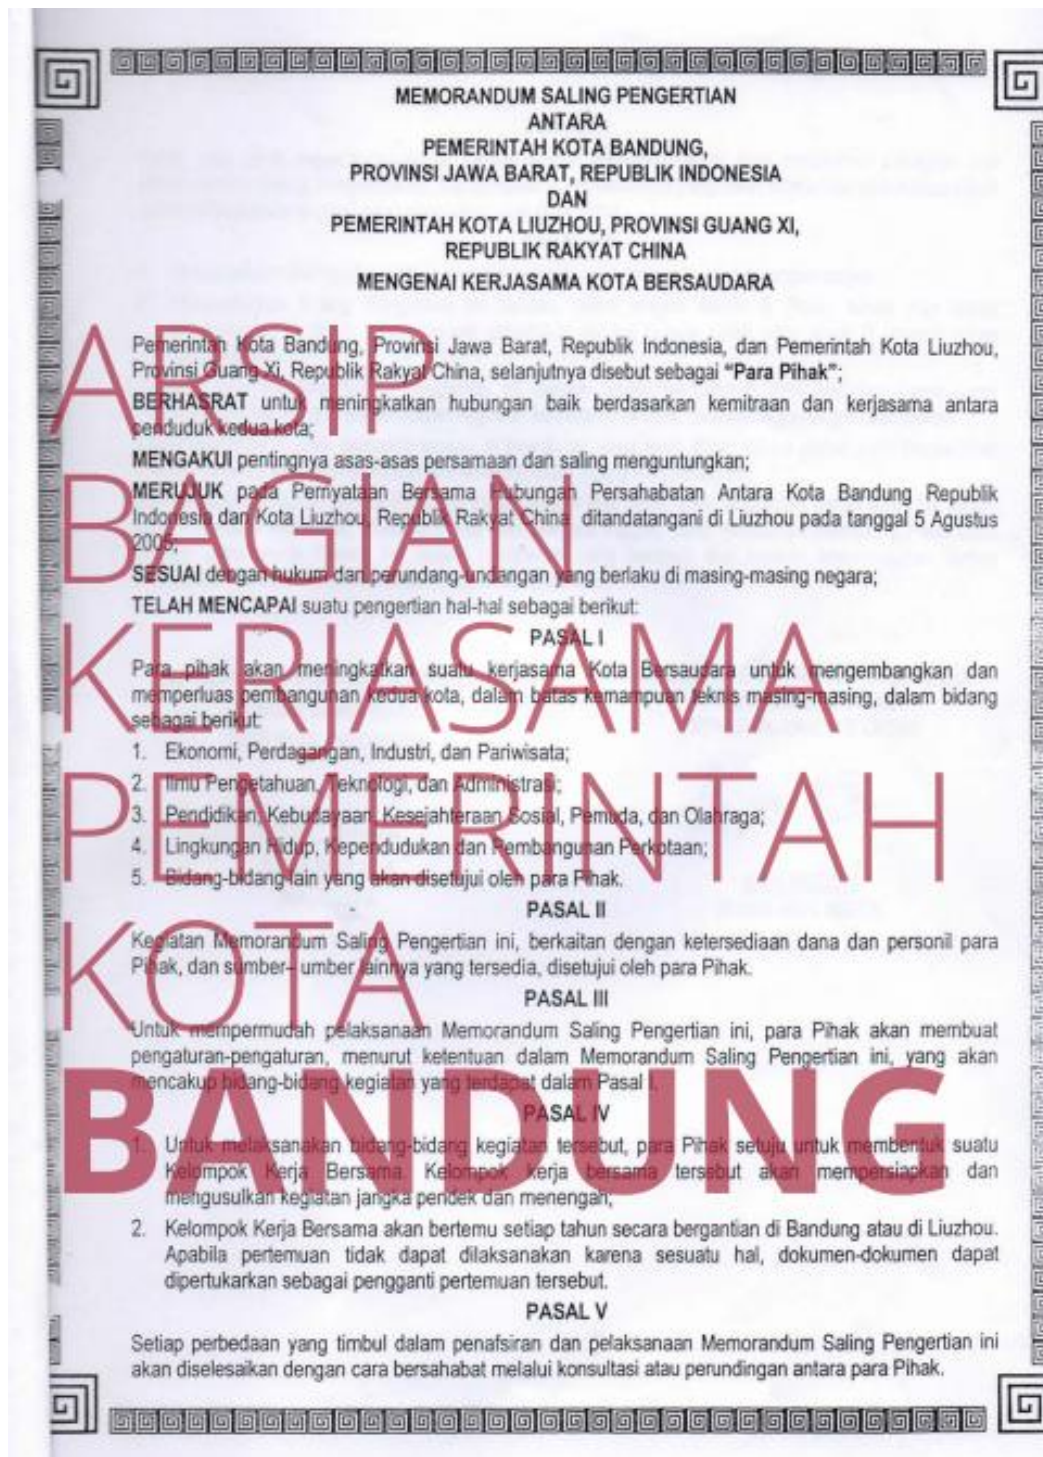 MEMORANDUM SALING PENGERTIAN
ANTARA
PEMERINTAH KOTA BANDUNG,
PROVINSI JAWA BARAT, REPUBLIK INDONESIA
DAN
PEMERINTAH KOTA LIUZHOU, PROVINSI GUANG XI,
REPUBLIK RAKYAT CHINA
MENGENAI KERJASAMA KOTA BERSAUDARA
Pemerintah Kota Bandung, Provinsi Jawa Barat, Republik Indonesia, dan Pemerintah Kota Liuzhou,
Provinsi Guang Xi, Republik Rakyat China, selanjutnya disebut sebagai “Para Pihak”;
BERHASRAT untuk meningkatkan hubungan baik berdasarkan kemitraan dan kerjasama antara
penduduk kedua kota;
MENGAKUI pentingnya asas-asas persamaan dan saling menguntungkan;
MERUJUK pada Pernyataan Bersama Hubungan Persahabatan Antara Kota Bandung Republik
Indonesia dan Kota Liuzhou, Republik Rakyat China ditandatangani di Liuzhou pada tanggal 5 Agustus
2005;
SESUAI dengan hukum dan perundang-undangan yang berlaku di masing-masing negara;
TELAH MENCAPAI suatu pengertian hal-hal sebagai berikut:
PASAL I
Para pihak akan meningkatkan suatu kerjasama Kota Bersaudara untuk mengembangkan dan
memperluas pembangunan kedua kota, dalam batas kemampuan teknis masing-masing, dalam bidang
sebagai berikut:
1. Ekonomi, Perdagangan, Industri, dan Pariwisata;
2. Ilmu Pengetahuan, Teknologi, dan Administrasi;
3. Pendidikan, Kebudayaan, Kesejahteraan Sosial, Pemuda, dan Olahraga;
4. Lingkungan Hidup, Kependudukan dan Pembangunan Perkotaan;
5. Bidang-bidang lain yang akan disetujui oleh para Pihak.
PASAL II
Kegiatan Memorandum Saling Pengertian ini, berkaitan dengan ketersediaan dana dan personil para
Pihak, dan sumber– umber lainnya yang tersedia, disetujui oleh para Pihak.
PASAL III
Untuk mempermudah pelaksanaan Memorandum Saling Pengertian ini, para Pihak akan membuat
pengaturan-pengaturan, menurut ketentuan dalam Memorandum Saling Pengertian ini, yang akan
mencakup bidang-bidang kegiatan yang terdapat dalam Pasal I.
PASAL IV
1. Untuk melaksanakan bidang-bidang kegiatan tersebut, para Pihak setuju untuk membentuk suatu
Kelompok Kerja Bersama. Kelompok kerja bersama tersebut akan mempersiapkan dan
mengusulkan kegiatan jangka pendek dan menengah;
2. Kelompok Kerja Bersama akan bertemu setiap tahun secara bergantian di Bandung atau di Liuzhou.
Apabila pertemuan tidak dapat dilaksanakan karena sesuatu hal, dokumen-dokumen dapat
dipertukarkan sebagai pengganti pertemuan tersebut.
PASAL V
Setiap perbedaan yang timbul dalam penafsiran dan pelaksanaan Memorandum Saling Pengertian ini
akan diselesaikan dengan cara bersahabat melalui konsultasi atau perundingan antara para Pihak.
ARSIP
BAGIAN
KERJASAMA
PEMERINTAH
KOTA
BANDUNG